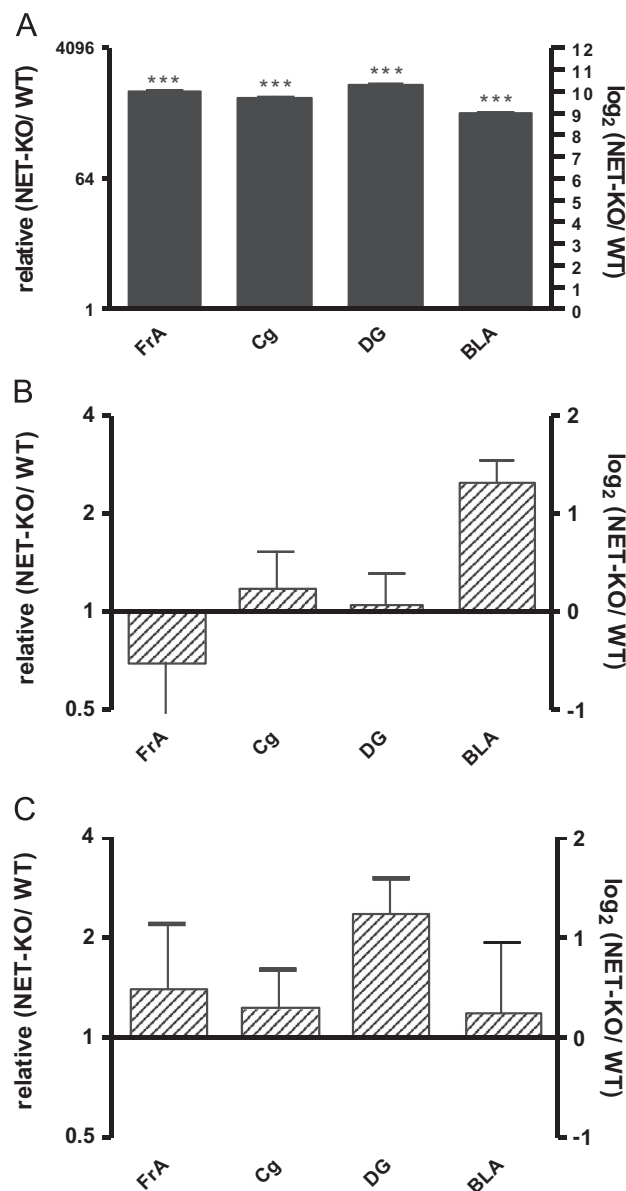 A
relative (NET-KO/ WT)
4096
64
1
***
***
***
***
12
11
10
9
8
7
6
5
4
3
2
1
0
log2 (NET-KO/ WT)
FrA
Cg
DG
BLA
B
relative (NET-KO/ WT)
4
2
1
0.5
2
1
0
-1
log2 (NET-KO/ WT)
FrA
Cg
DG
BLA
C
relative (NET-KO/ WT)
4
2
1
0.5
2
1
0
-1
log2 (NET-KO/ WT)
FrA
Cg
DG
BLA